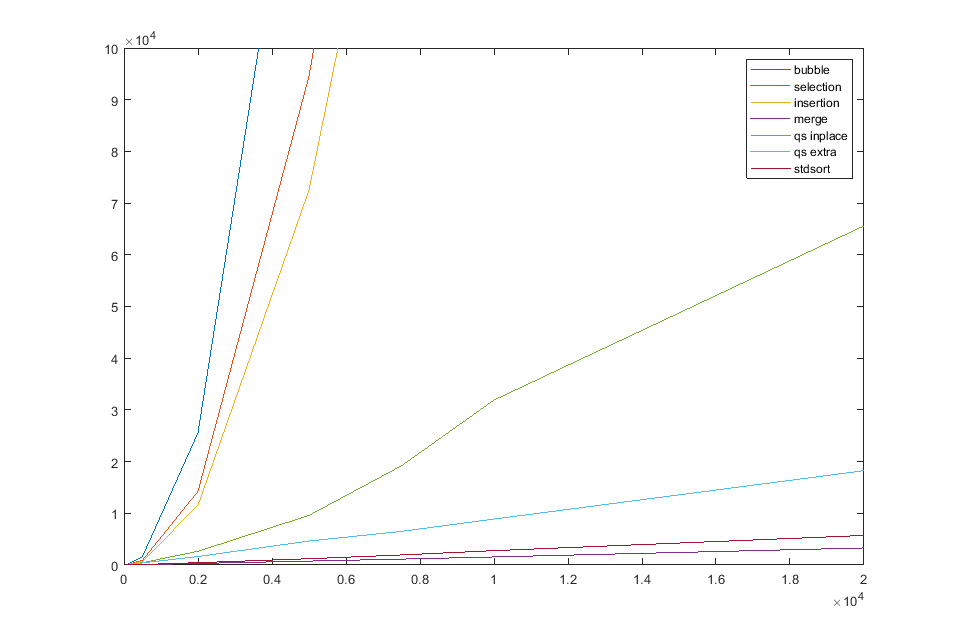 ×10⁴
10
9
8
7
6
5
4
3
2
1
0
bubble
selection
insertion
merge
qs inplace
qs extra
stdsort
0 0.2 0.4 0.6 0.8 1 1.2 1.4 1.6 1.8 2
×10⁴